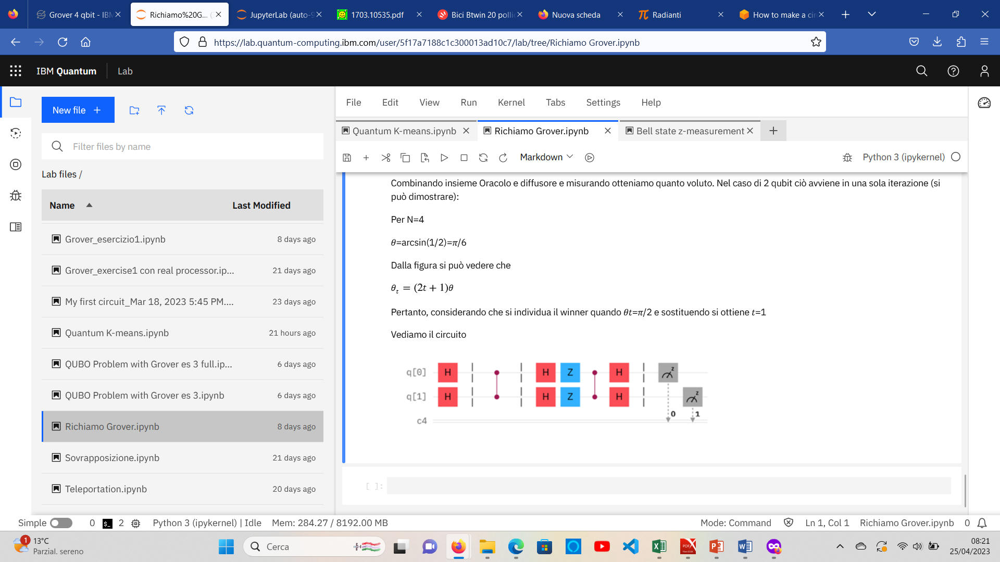 Grover 4 qbit - IBM
Richiamo%20G...
JupyterLab (auto-9
1703.10535.pdf
Bici Btwin 20 pollic
Nuova scheda
Radianti
How to make a cir
https://lab.quantum-computing.ibm.com/user/5f17a7188c1c300013ad10c7/lab/tree/Richiamo Grover.ipynb
IBM Quantum
Lab
New file +
Filter files by name
Lab files /
Name
Last Modified
Grover_esercizio1.ipynb
8 days ago
Grover_exercise1 con real processor.ip...
21 days ago
My first circuit_Mar 18, 2023 5:45 PM....
23 days ago
Quantum K-means.ipynb
21 hours ago
QUBO Problem with Grover es 3 full.ip...
6 days ago
QUBO Problem with Grover es 3.ipynb
6 days ago
Richiamo Grover.ipynb
8 days ago
Sovrapposizione.ipynb
21 days ago
Teleportation.ipynb
20 days ago
File Edit View Run Kernel Tabs Settings Help
Quantum K-means.ipynb
Richiamo Grover.ipynb
Bell state z-measurement
Markdown
Python 3 (ipykernel)
Combinando insieme Oracolo e diffusore e misurando otteniamo quanto voluto. Nel caso di 2 qubit ciò avviene in una sola iterazione (si
può dimostrare):
Per N=4
θ=arcsin(1/2)=π/6
Dalla figura si può vedere che
θₜ = (2t + 1)θ
Pertanto, considerando che si individua il winner quando θt=π/2 e sostituendo si ottiene t=1
Vediamo il circuito
q[0] H H Z H z
q[1] H H Z H z
0 1
c4
[ ]:
Simple
0
2
Python 3 (ipykernel) | Idle
Mem: 284.27 / 8192.00 MB
Mode: Command
Ln 1, Col 1
Richiamo Grover.ipynb
0
1
13°C
Parzial. sereno
Cerca
08:21
25/04/2023